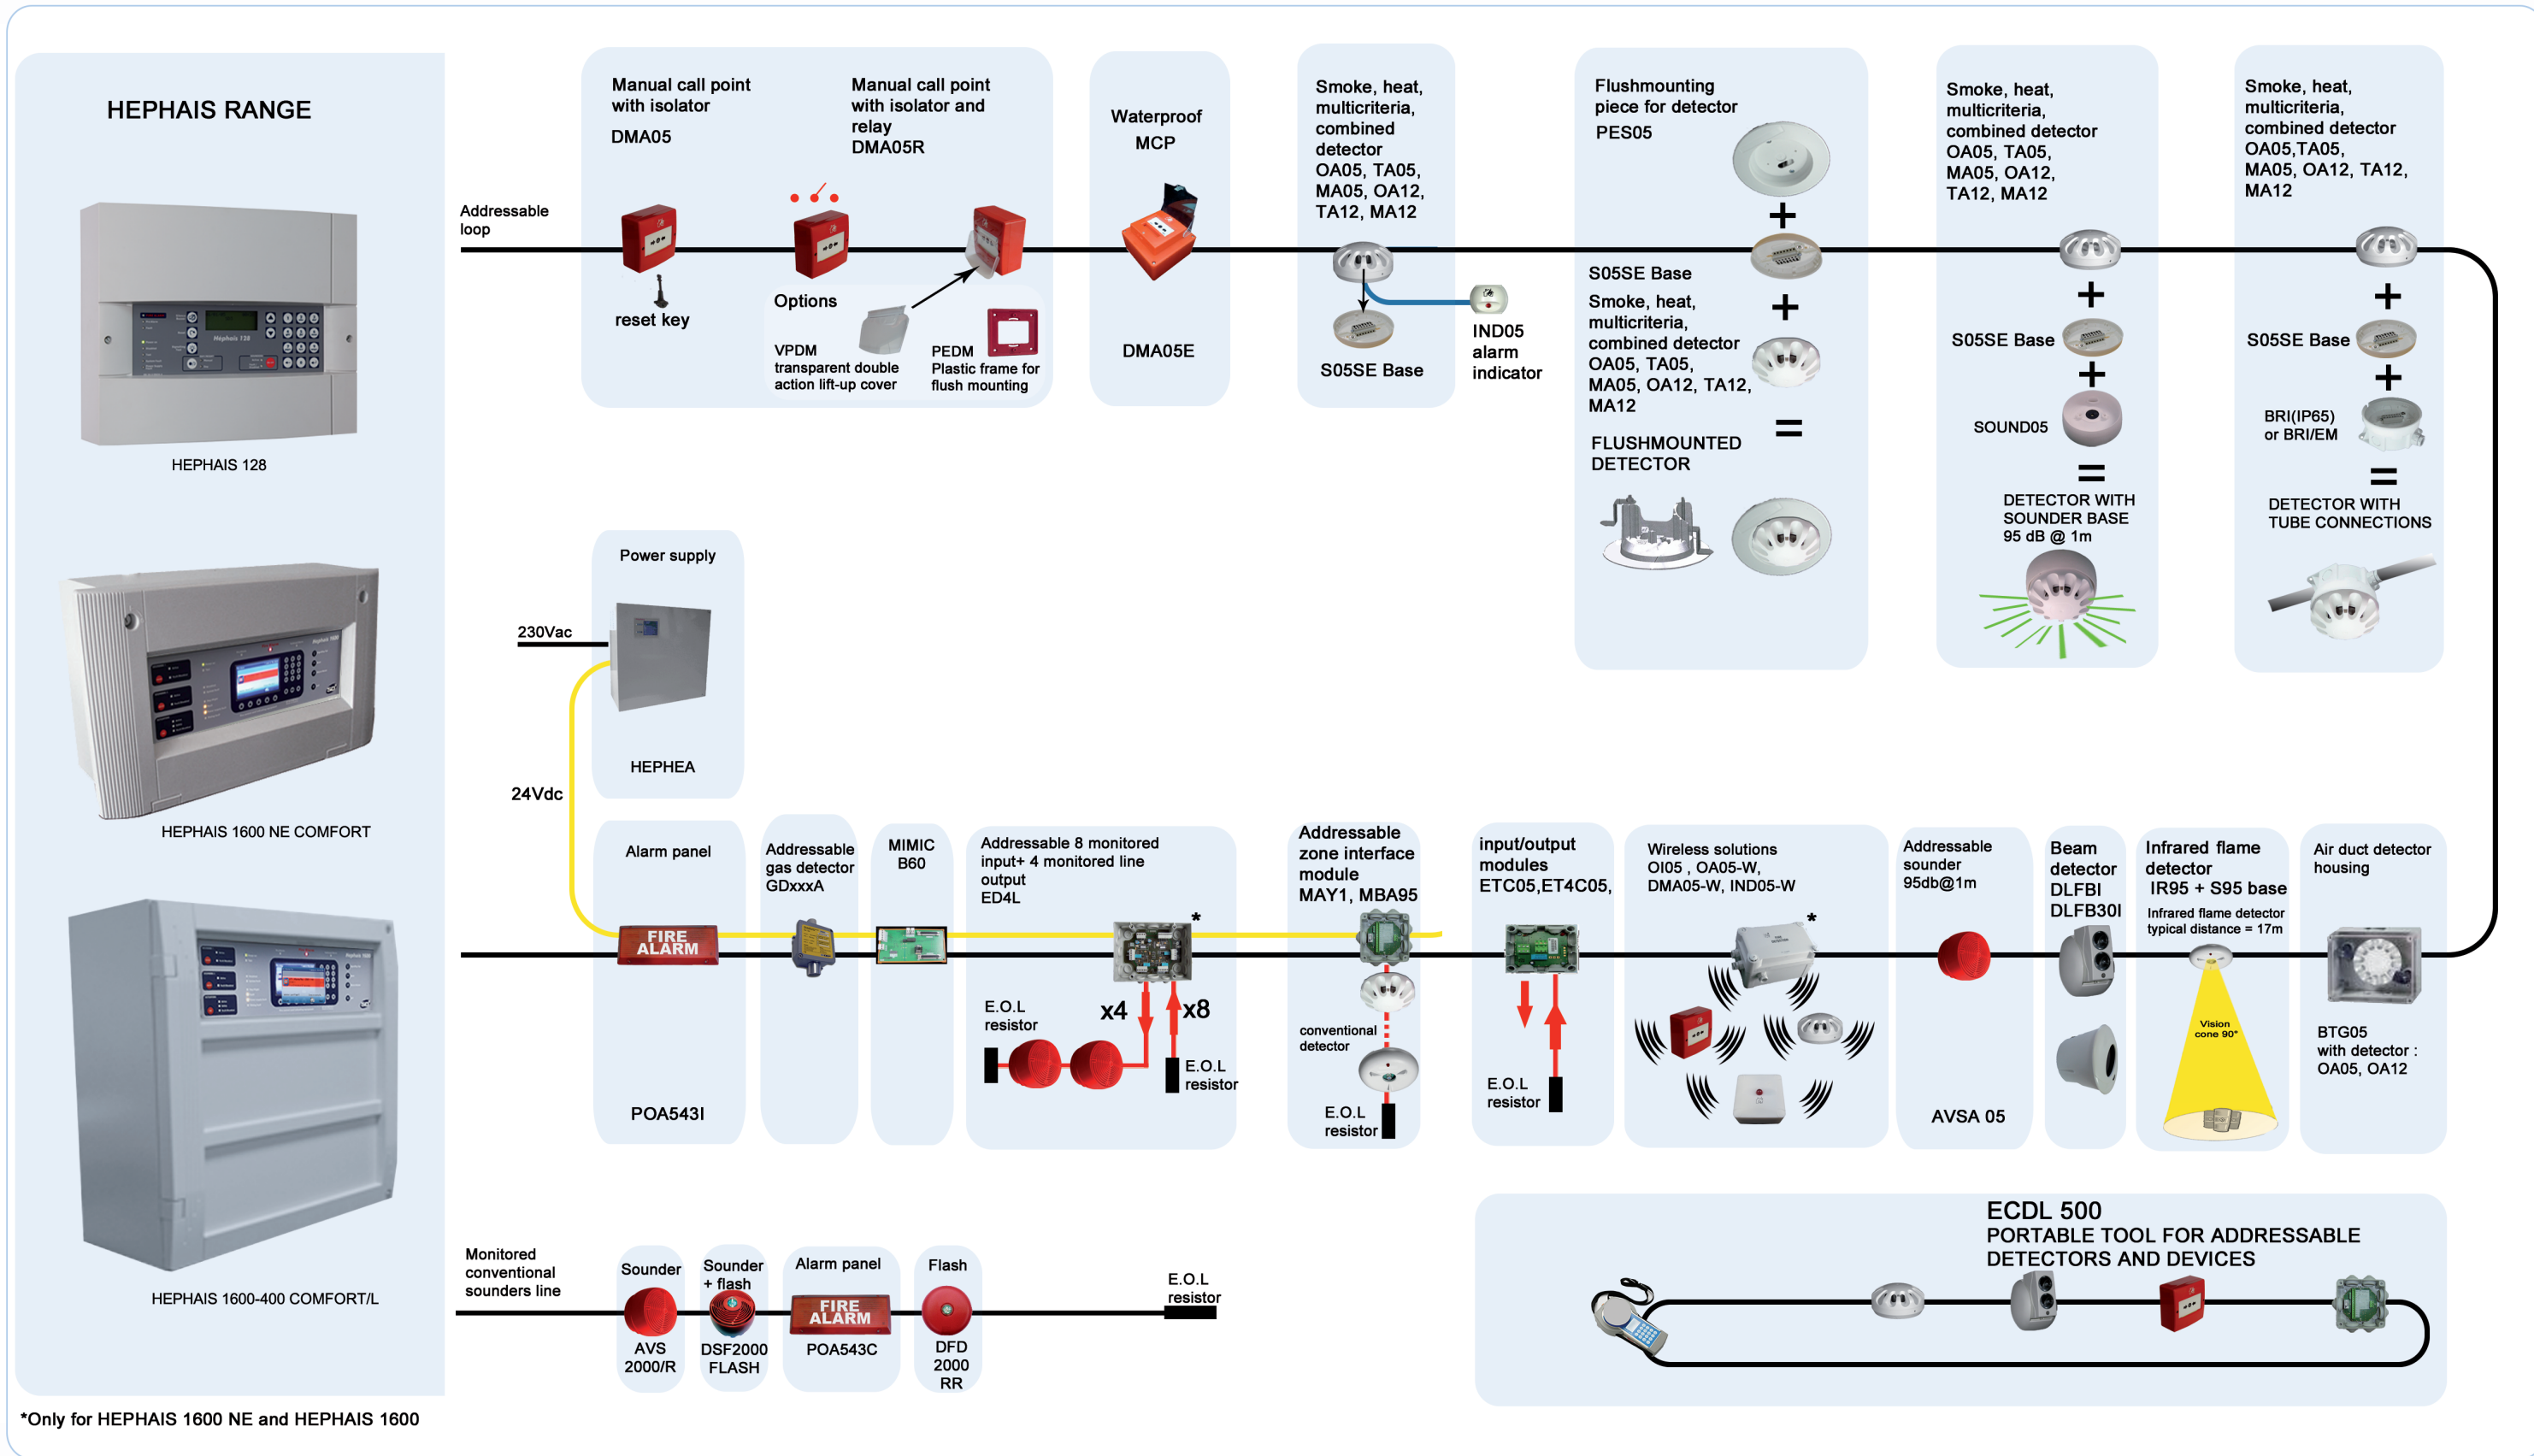 HEPHAIS RANGE
Hephais 128
HEPHAIS 128
Hephais 1600
HEPHAIS 1600 NE COMFORT
Hephais 1600
HEPHAIS 1600-400 COMFORT/L
*Only for HEPHAIS 1600 NE and HEPHAIS 1600
Addressable
loop
Manual call point
with isolator
DMA05
reset key
Manual call point
with isolator and
relay
DMA05R
Options
VPDM
transparent double
action lift-up cover
PEDM
Plastic frame for
flush mounting
Waterproof
MCP
DMA05E
Smoke, heat,
multicriteria,
combined
detector
OA05, TA05,
MA05, OA12,
TA12, MA12
S05SE Base
IND05
alarm
indicator
Flushmounting
piece for detector
PES05
+
S05SE Base
+
Smoke, heat,
multicriteria,
combined detector
OA05, TA05,
MA05, OA12, TA12,
MA12
=
FLUSHMOUNTED
DETECTOR
Smoke, heat,
multicriteria,
combined detector
OA05, TA05,
MA05, OA12,
TA12, MA12
+
S05SE Base
+
SOUND05
=
DETECTOR WITH
SOUNDER BASE
95 dB @ 1m
Smoke, heat,
multicriteria,
combined detector
OA05,TA05,
MA05, OA12, TA12,
MA12
+
S05SE Base
+
BRI(IP65)
or BRI/EM
=
DETECTOR WITH
TUBE CONNECTIONS
Power supply
230Vac
HEPHEA
24Vdc
Alarm panel
FIRE
ALARM
POA543I
Addressable
gas detector
GDxxxA
MIMIC
B60
Addressable 8 monitored
input+ 4 monitored line
output
ED4L
*
E.O.L
resistor
x4
x8
E.O.L
resistor
Addressable
zone interface
module
MAY1, MBA95
conventional
detector
E.O.L
resistor
input/output
modules
ETC05,ET4C05,
E.O.L
resistor
Wireless solutions
OI05 , OA05-W,
DMA05-W, IND05-W
*
Addressable
sounder
95db@1m
AVSA 05
Beam
detector
DLFBI
DLFB30I
Infrared flame
detector
IR95 + S95 base
Infrared flame detector
typical distance = 17m
Vision
cone 90°
Air duct detector
housing
BTG05
with detector :
OA05, OA12
Monitored
conventional
sounders line
Sounder
AVS
2000/R
Sounder
+ flash
DSF2000
FLASH
Alarm panel
FIRE
ALARM
POA543C
Flash
DFD
2000
RR
E.O.L
resistor
ECDL 500
PORTABLE TOOL FOR ADDRESSABLE
DETECTORS AND DEVICES